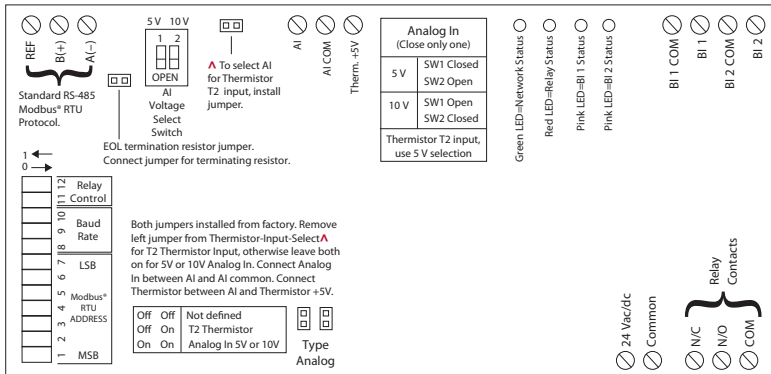 REF
B(+)
A(−)
Standard RS-485
Modbus® RTU
Protocol.
5 V 10 V
1 2
OPEN
AI
Voltage
Select
Switch
^ To select AI
for Thermistor
T2 input, install
jumper.
EOL termination resistor jumper.
Connect jumper for terminating resistor.
AI
AI COM
Therm. +5V
Analog In
(Close only one)
5 V
SW1 Closed
SW2 Open
10 V
SW1 Open
SW2 Closed
Thermistor T2 input,
use 5 V selection
Green LED=Network Status
Red LED=Relay Status
Pink LED=BI 1 Status
Pink LED=BI 2 Status
BI 1 COM
BI 1
BI 2 COM
BI 2
1
0
12
11
Relay
Control
10
9
8
Baud
Rate
7
6
5
4
3
2
1
LSB
Modbus®
RTU
ADDRESS
MSB
Both jumpers installed from factory. Remove
left jumper from Thermistor-Input-Select^
for T2 Thermistor Input, otherwise leave both
on for 5V or 10V Analog In. Connect Analog
In between AI and AI common. Connect
Thermistor between AI and Thermistor +5V.
Off Off Not defined
Off On T2 Thermistor
On On Analog In 5V or 10V
Type
Analog
24 Vac/dc
Common
Relay
Contacts
N/C
N/O
COM